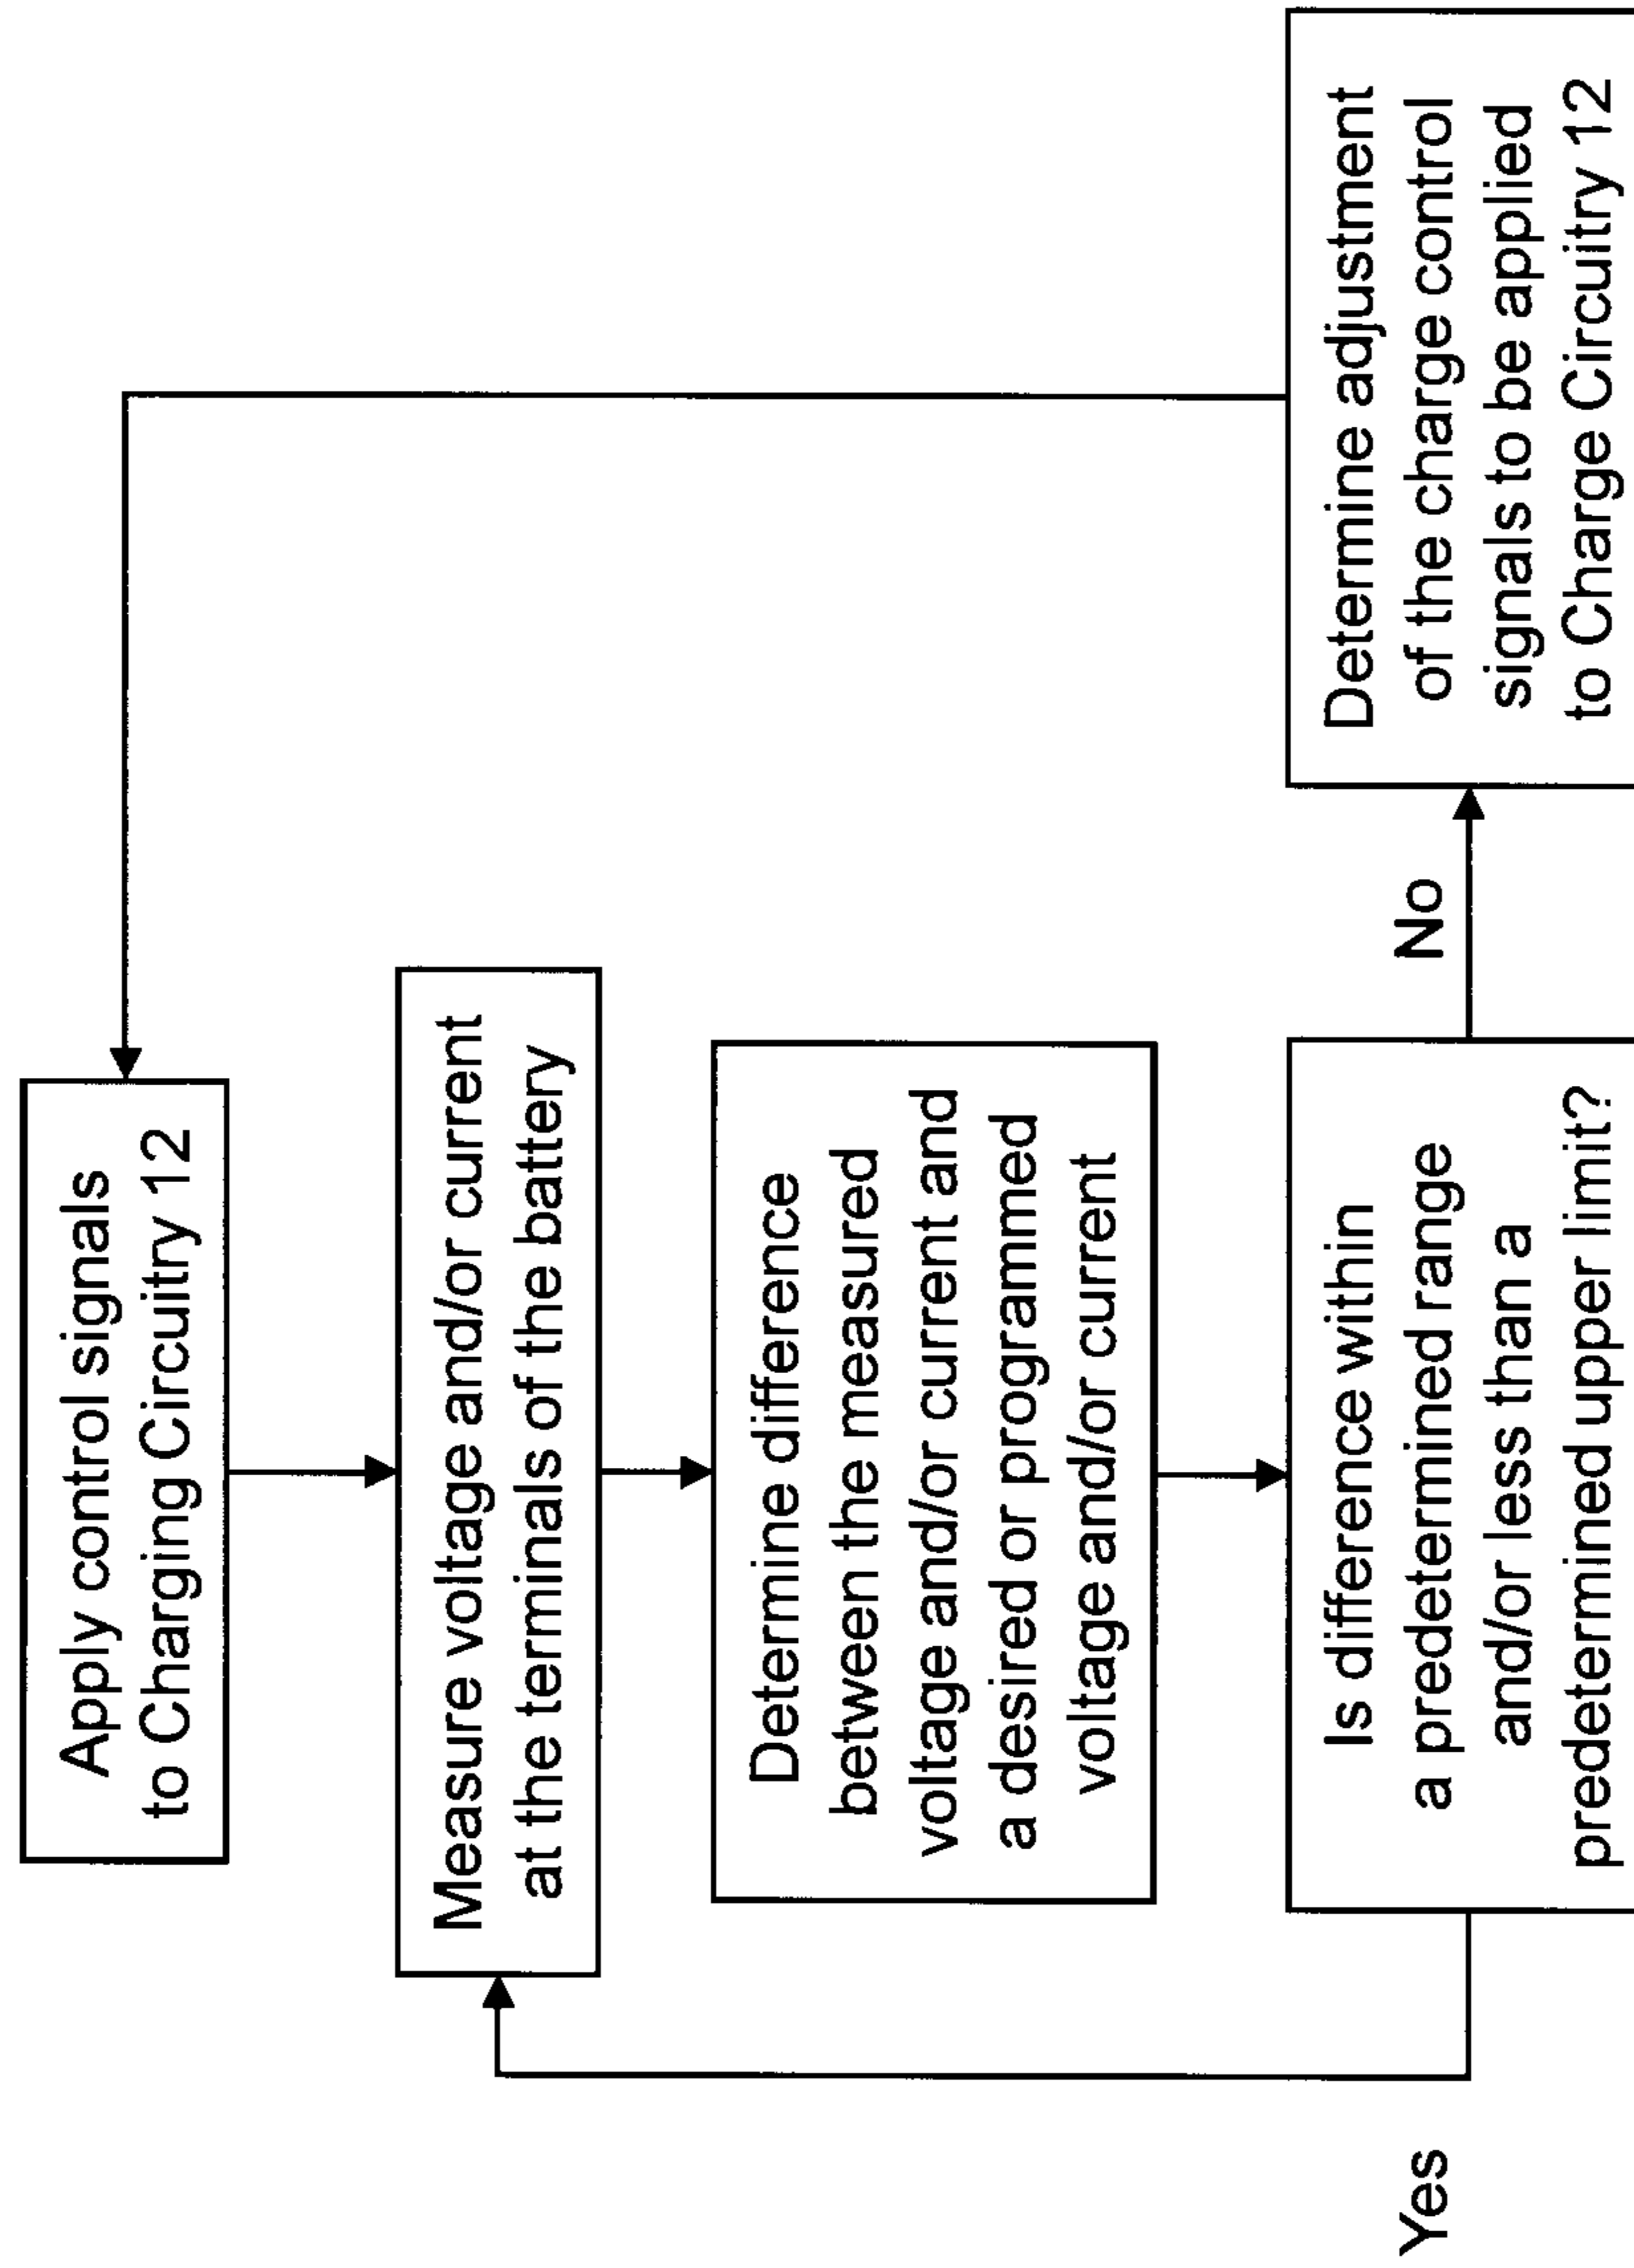 Apply control signals
to Charging Circuitry 12
Measure voltage and/or current
at the terminals of the battery
Determine difference
between the measured
voltage and/or current and
a desired or programmed
voltage and/or current
Is difference within
a predetermined range
and/or less than a
predetermined upper limit?
Yes
No
Determine adjustment
of the charge control
signals to be applied
to Charge Circuitry 12